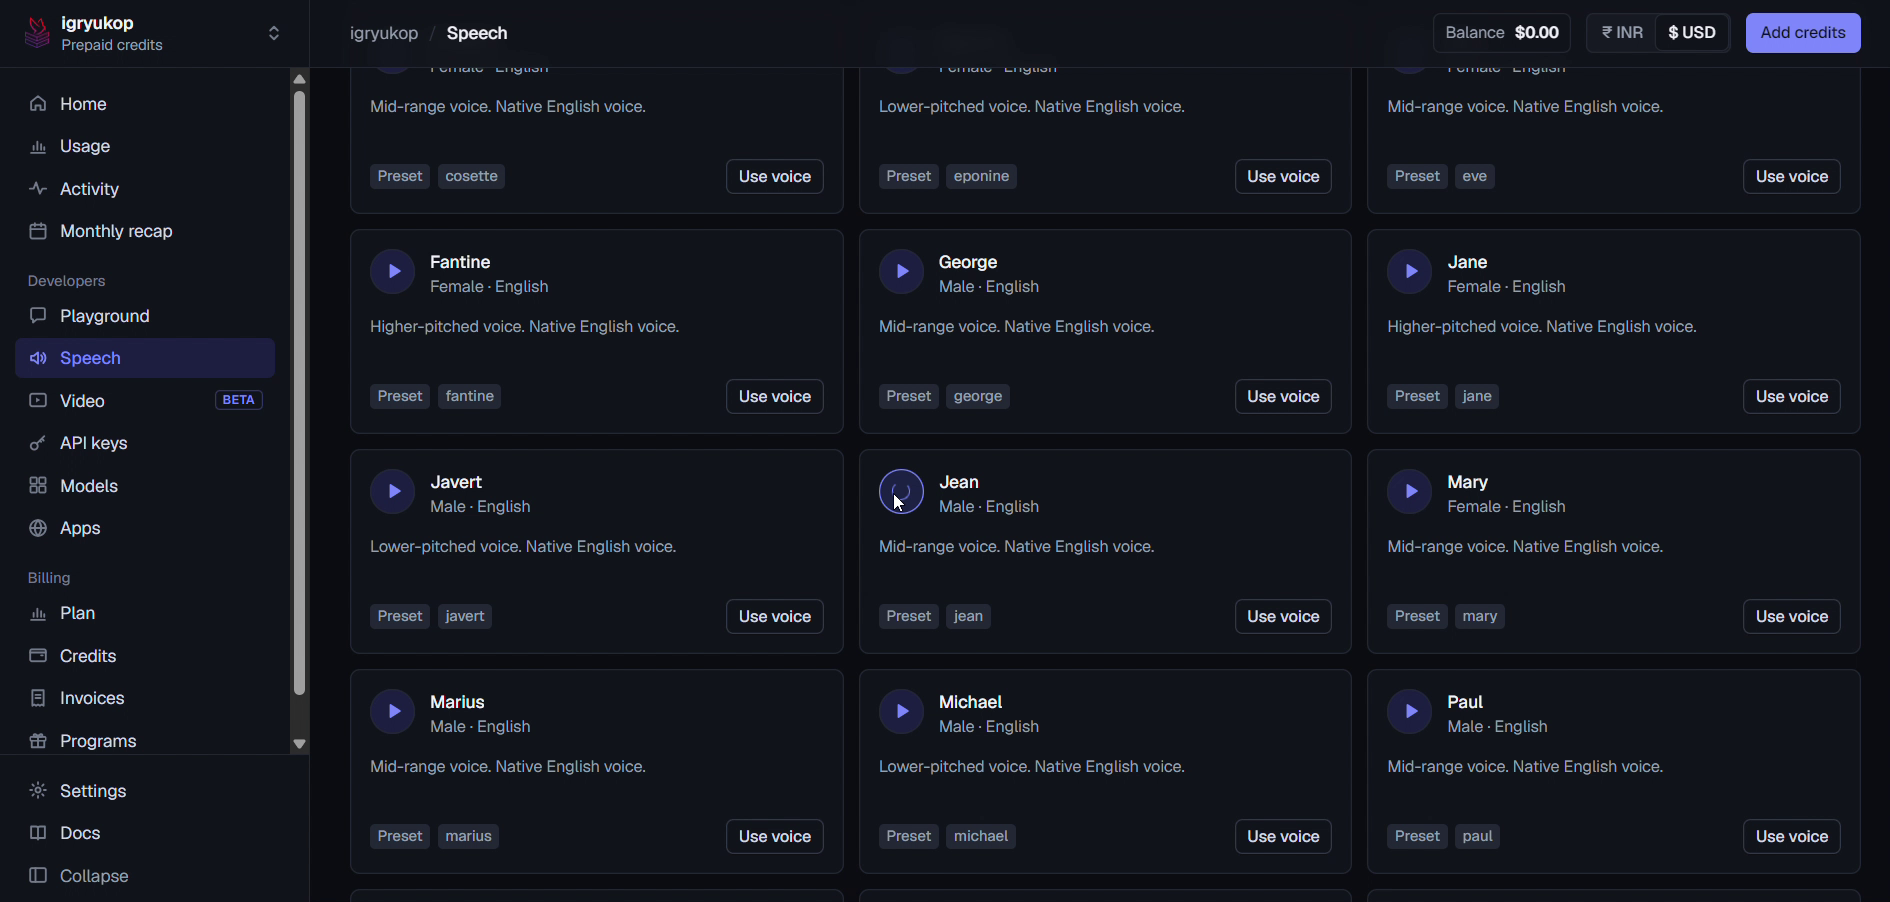 igryukop
Prepaid credits
igryukop / Speech
Balance $0.00
₹ INR
$ USD
Add credits
Home
Usage
Activity
Monthly recap
Developers
Playground
Speech
Video BETA
API keys
Models
Apps
Billing
Plan
Credits
Invoices
Programs
Settings
Docs
Collapse
Female · English
Mid-range voice. Native English voice.
Preset cosette Use voice
Female · English
Lower-pitched voice. Native English voice.
Preset eponine Use voice
Female · English
Mid-range voice. Native English voice.
Preset eve Use voice
Fantine
Female · English
Higher-pitched voice. Native English voice.
Preset fantine Use voice
George
Male · English
Mid-range voice. Native English voice.
Preset george Use voice
Jane
Female · English
Higher-pitched voice. Native English voice.
Preset jane Use voice
Javert
Male · English
Lower-pitched voice. Native English voice.
Preset javert Use voice
Jean
Male · English
Mid-range voice. Native English voice.
Preset jean Use voice
Mary
Female · English
Mid-range voice. Native English voice.
Preset mary Use voice
Marius
Male · English
Mid-range voice. Native English voice.
Preset marius Use voice
Michael
Male · English
Lower-pitched voice. Native English voice.
Preset michael Use voice
Paul
Male · English
Mid-range voice. Native English voice.
Preset paul Use voice